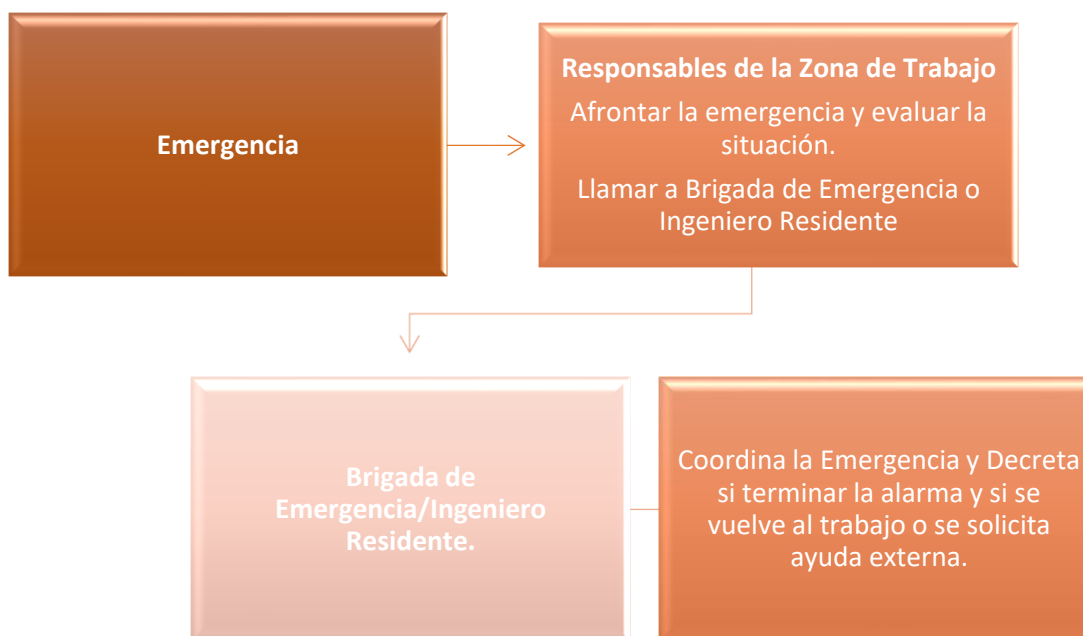 Emergencia
Responsables de la Zona de Trabajo
Afrontar la emergencia y evaluar la
situación.
Llamar a Brigada de Emergencia o
Ingeniero Residente
Brigada de
Emergencia/Ingeniero
Residente.
Coordina la Emergencia y Decreta
si terminar la alarma y si se
vuelve al trabajo o se solicita
ayuda externa.